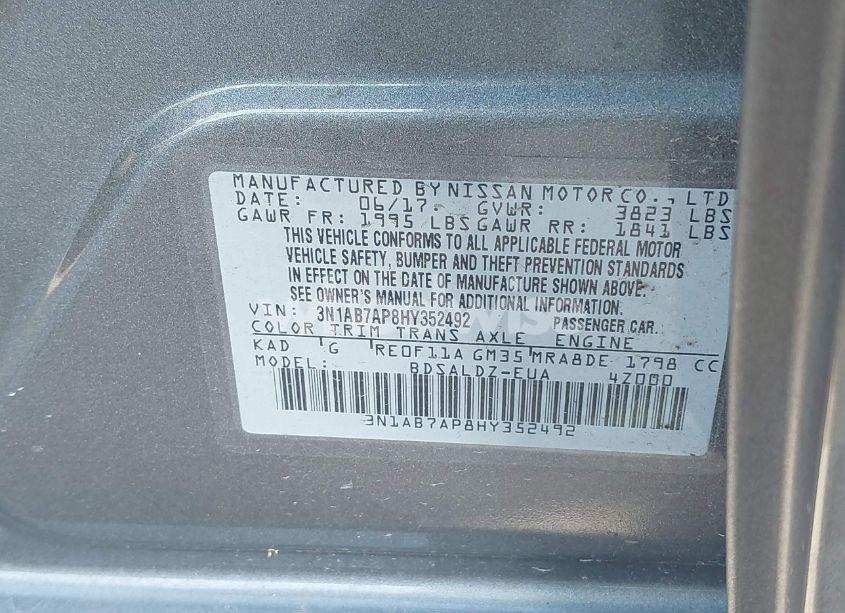 MANUFACTURED BY NISSAN MOTOR CO., LTD
DATE: 06/17 GVWR: 3823 LBS
GAWR FR: 1995 LBS GAWR RR: 1841 LBS
THIS VEHICLE CONFORMS TO ALL APPLICABLE FEDERAL MOTOR
VEHICLE SAFETY, BUMPER AND THEFT PREVENTION STANDARDS
IN EFFECT ON THE DATE OF MANUFACTURE SHOWN ABOVE.
SEE OWNER'S MANUAL FOR ADDITIONAL INFORMATION.
VIN: 3N1AB7AP8HY352492 PASSENGER CAR
COLOR TRIM TRANS AXLE ENGINE
KAD G RE0F11A GM35 MRA8DE 1798 CC
MODEL: BDSALDZ-EUA 4Z000
3N1AB7AP8HY352492